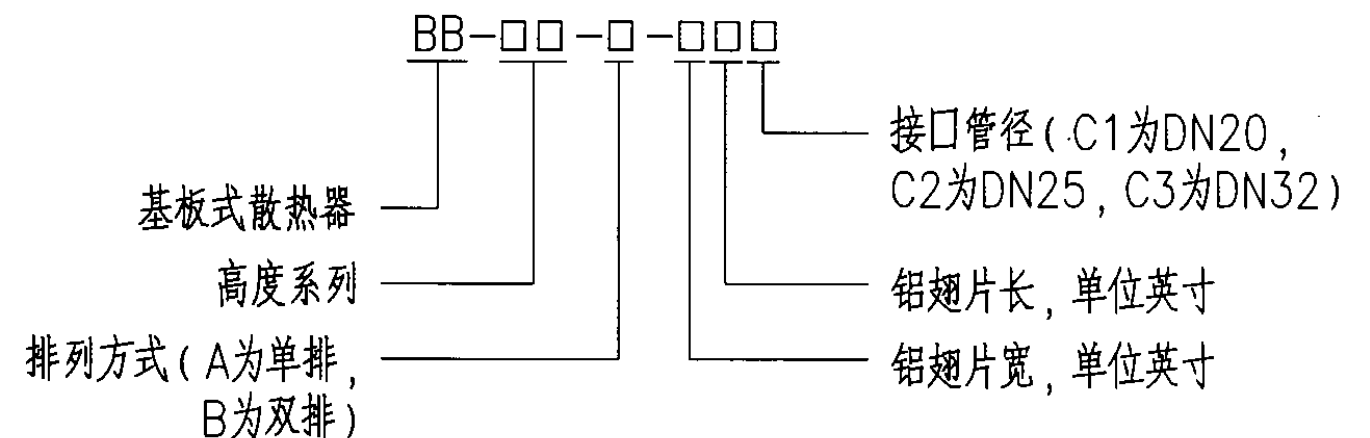 BB-□□-□-□□□
接口管径(C1为DN20,
C2为DN25, C3为DN32)
基板式散热器
高度系列
铝翅片长, 单位英寸
排列方式(A为单排,
B为双排)
铝翅片宽, 单位英寸